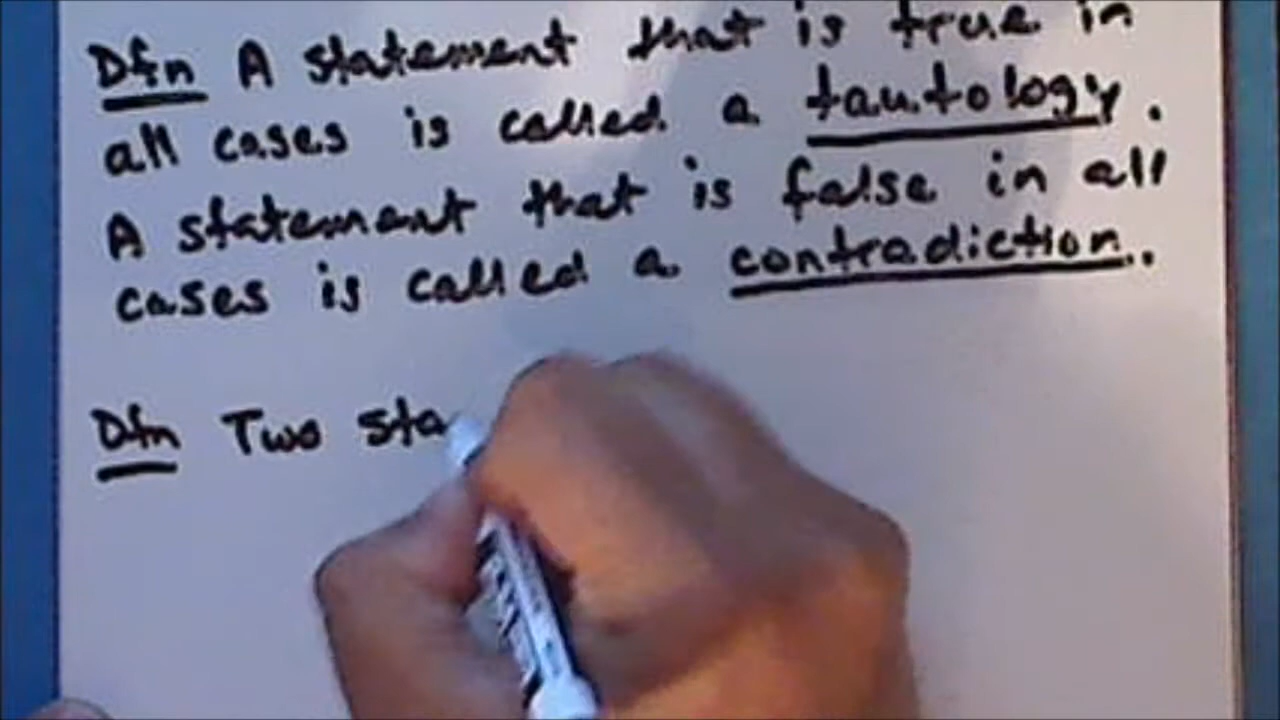 Dfn A statement that is true in
all cases is called a tautology.
A statement that is false in all
cases is called a contradiction.
Dfn Two sta